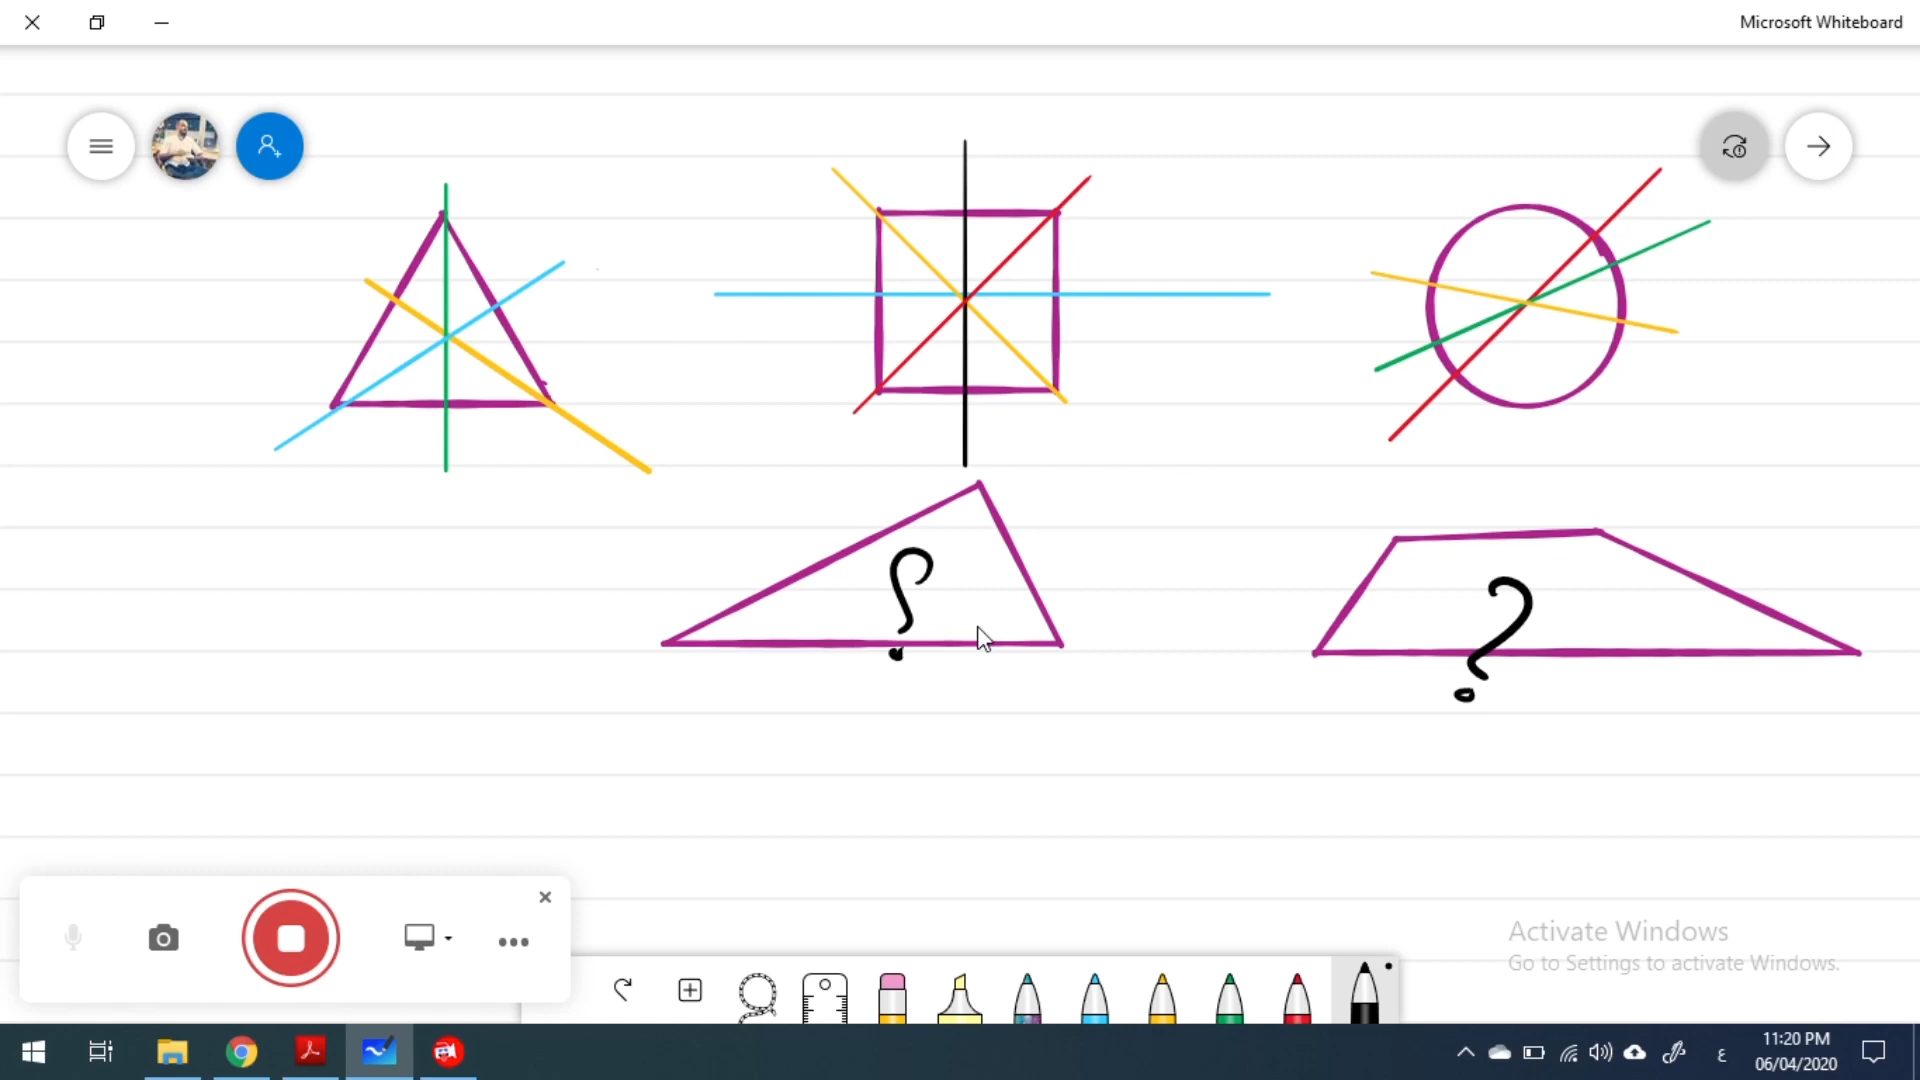 Microsoft Whiteboard
؟
?
Activate Windows
Go to Settings to activate Windows.
ع
11:20 PM
06/04/2020